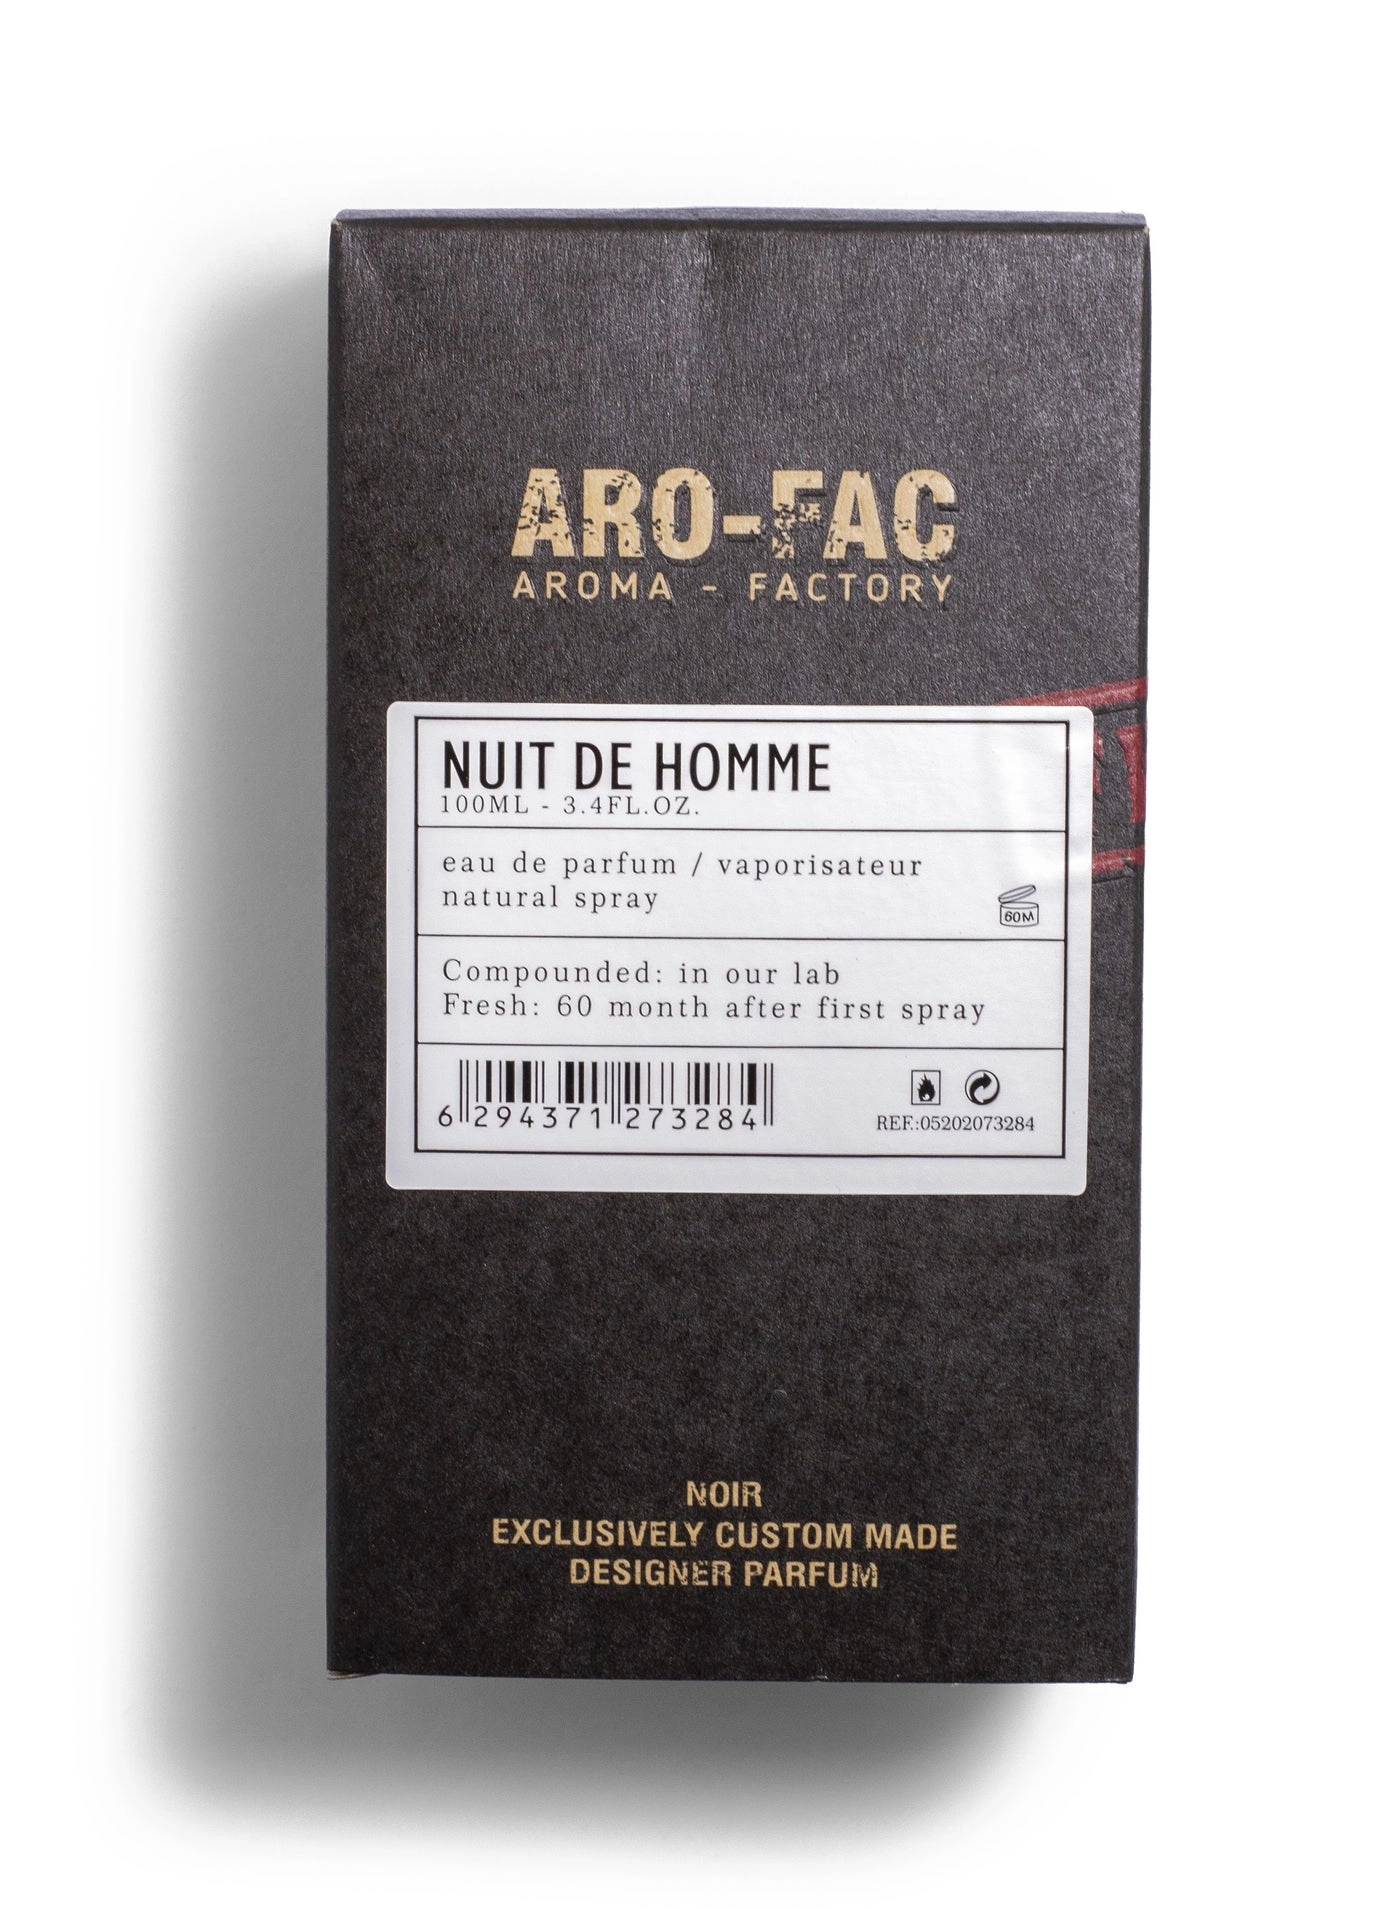 ARO-FAC
AROMA - FACTORY
NUIT DE HOMME
100ML - 3.4FL.OZ.
eau de parfum / vaporisateur
natural spray
60M
Compounded: in our lab
Fresh: 60 month after first spray
6 294371 273284
REF.:05202073284
NOIR
EXCLUSIVELY CUSTOM MADE
DESIGNER PARFUM